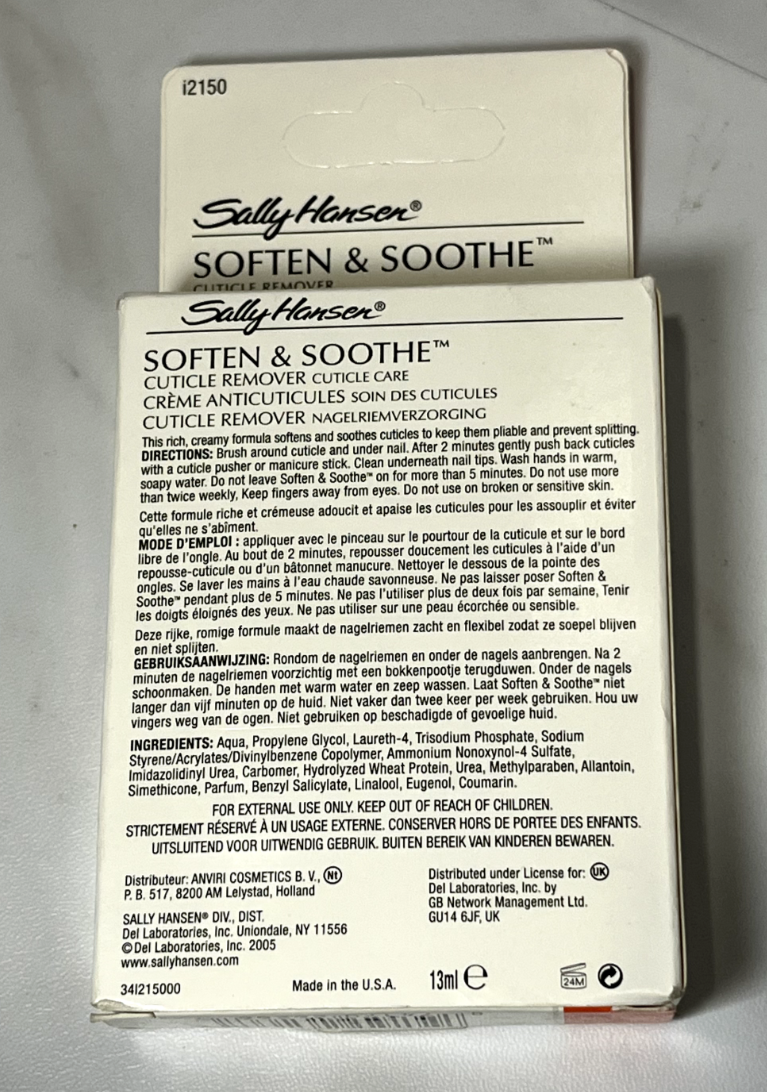 i2150
Sally Hansen®
SOFTEN & SOOTHE™
CUTICLE REMOVER
Sally Hansen®
SOFTEN & SOOTHE™
CUTICLE REMOVER CUTICLE CARE
CRÈME ANTICUTICULES SOIN DES CUTICULES
CUTICLE REMOVER NAGELRIEMVERZORGING
This rich, creamy formula softens and soothes cuticles to keep them pliable and prevent splitting.
DIRECTIONS: Brush around cuticle and under nail. After 2 minutes gently push back cuticles
with a cuticle pusher or manicure stick. Clean underneath nail tips. Wash hands in warm,
soapy water. Do not leave Soften & Soothe™ on for more than 5 minutes. Do not use more
than twice weekly, Keep fingers away from eyes. Do not use on broken or sensitive skin.
Cette formule riche et crémeuse adoucit et apaise les cuticules pour les assouplir et éviter
qu'elles ne s'abîment.
MODE D'EMPLOI : appliquer avec le pinceau sur le pourtour de la cuticule et sur le bord
libre de l'ongle. Au bout de 2 minutes, repousser doucement les cuticules à l'aide d'un
repousse-cuticule ou d'un bâtonnet manucure. Nettoyer le dessous de la pointe des
ongles. Se laver les mains à l'eau chaude savonneuse. Ne pas laisser poser Soften &
Soothe™ pendant plus de 5 minutes. Ne pas l'utiliser plus de deux fois par semaine, Tenir
les doigts éloignés des yeux. Ne pas utiliser sur une peau écorchée ou sensible.
Deze rijke, romige formule maakt de nagelriemen zacht en flexibel zodat ze soepel blijven
en niet splijten.
GEBRUIKSAANWIJZING: Rondom de nagelriemen en onder de nagels aanbrengen. Na 2
minuten de nagelriemen voorzichtig met een bokkenpootje terugduwen. Onder de nagels
schoonmaken. De handen met warm water en zeep wassen. Laat Soften & Soothe™ niet
langer dan vijf minuten op de huid. Niet vaker dan twee keer per week gebruiken. Hou uw
vingers weg van de ogen. Niet gebruiken op beschadigde of gevoelige huid.
INGREDIENTS: Aqua, Propylene Glycol, Laureth-4, Trisodium Phosphate, Sodium
Styrene/Acrylates/Divinylbenzene Copolymer, Ammonium Nonoxynol-4 Sulfate,
Imidazolidinyl Urea, Carbomer, Hydrolyzed Wheat Protein, Urea, Methylparaben, Allantoin,
Simethicone, Parfum, Benzyl Salicylate, Linalool, Eugenol, Coumarin.
FOR EXTERNAL USE ONLY. KEEP OUT OF REACH OF CHILDREN.
STRICTEMENT RÉSERVÉ À UN USAGE EXTERNE. CONSERVER HORS DE PORTEE DES ENFANTS.
UITSLUITEND VOOR UITWENDIG GEBRUIK. BUITEN BEREIK VAN KINDEREN BEWAREN.
Distributeur: ANVIRI COSMETICS B. V., Nt
P. B. 517, 8200 AM Lelystad, Holland
SALLY HANSEN® DIV., DIST.
Del Laboratories, Inc. Uniondale, NY 11556
©Del Laboratories, Inc. 2005
www.sallyhansen.com
Distributed under License for: UK
Del Laboratories, Inc. by
GB Network Management Ltd.
GU14 6JF, UK
34I215000 Made in the U.S.A. 13ml ℮ 24M